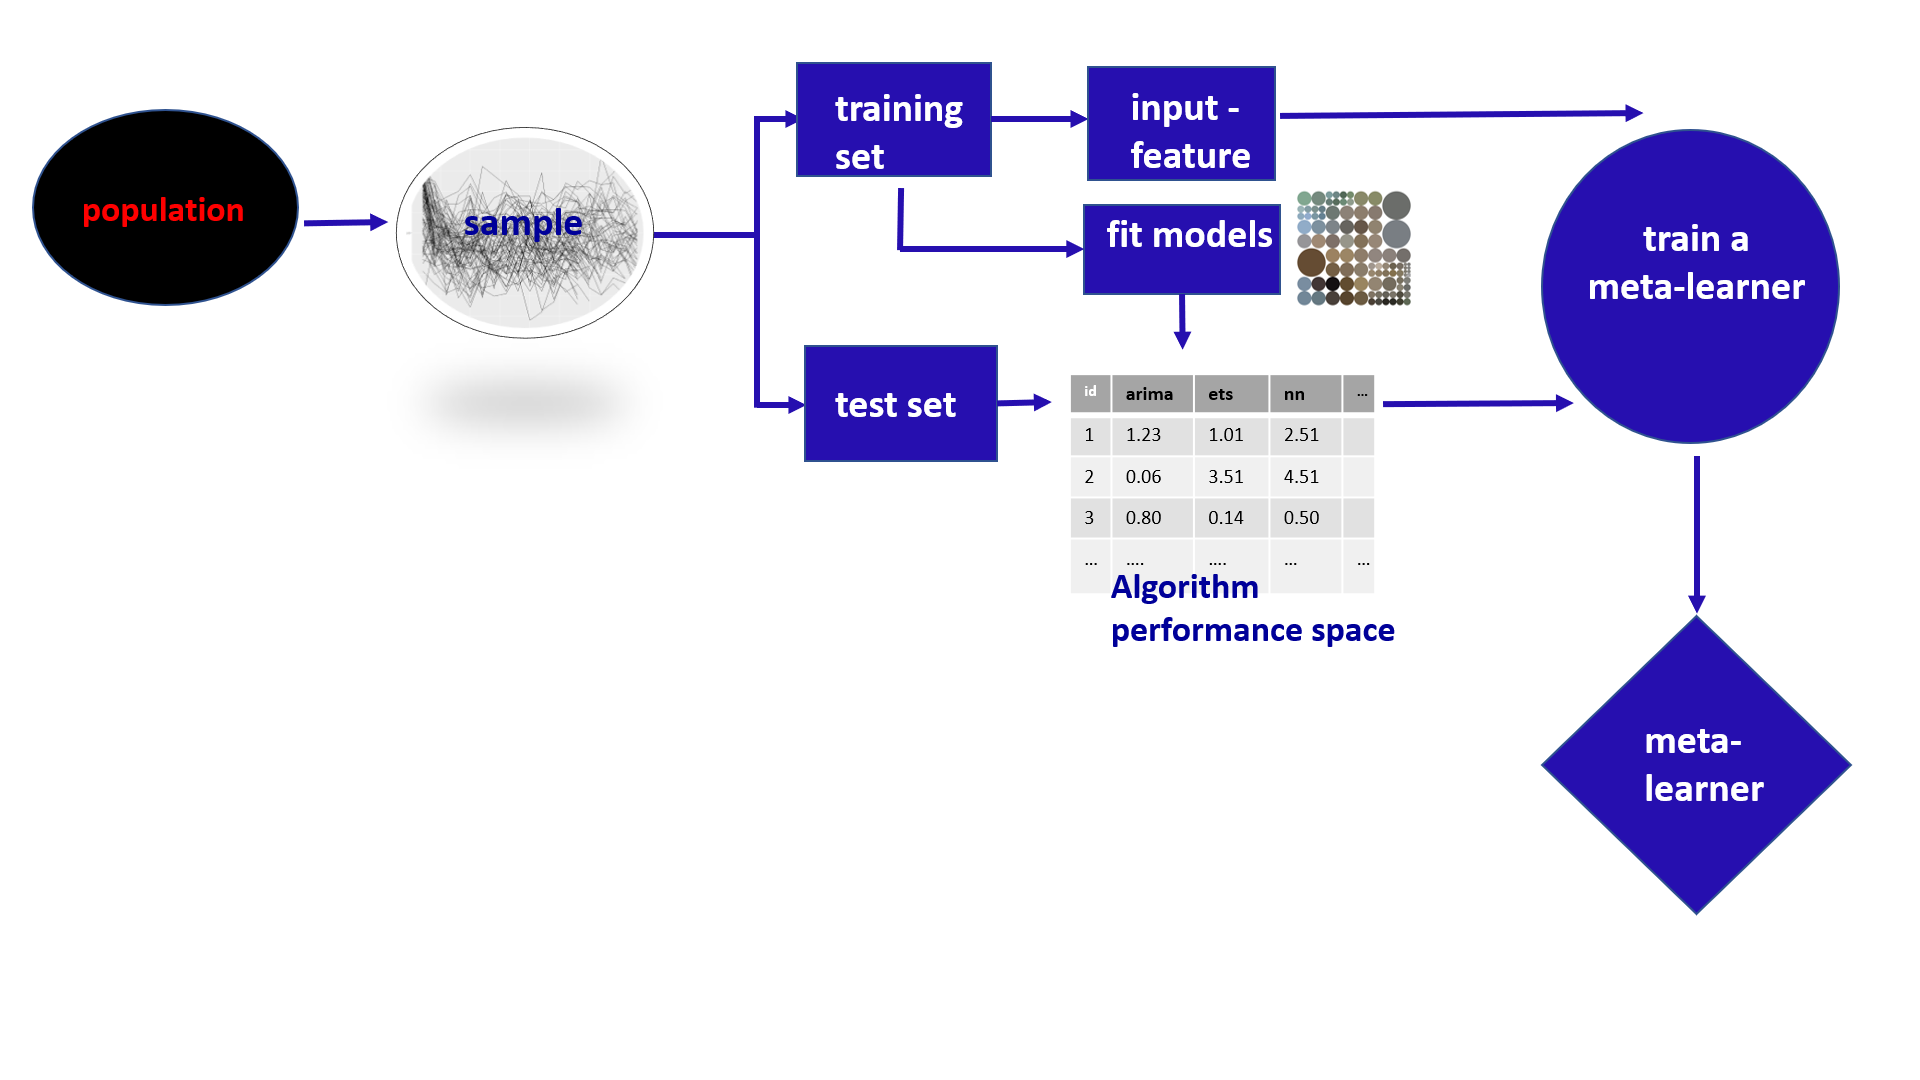 population
sample
training
set
input -
feature
fit models
train a
meta-learner
test set
id arima ets nn ...
1 1.23 1.01 2.51
2 0.06 3.51 4.51
3 0.80 0.14 0.50
... .... .... ... ...
Algorithm
performance space
meta-
learner